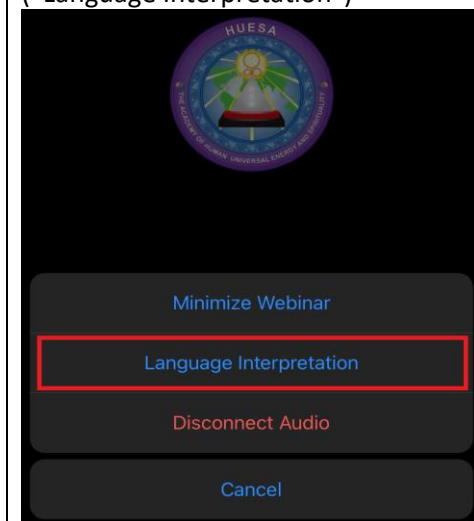 ("Language Interpretation")
HUESA
THE ACADEMY OF HUMAN UNIVERSAL ENERGY AND SPIRITUALITY
Minimize Webinar
Language Interpretation
Disconnect Audio
Cancel